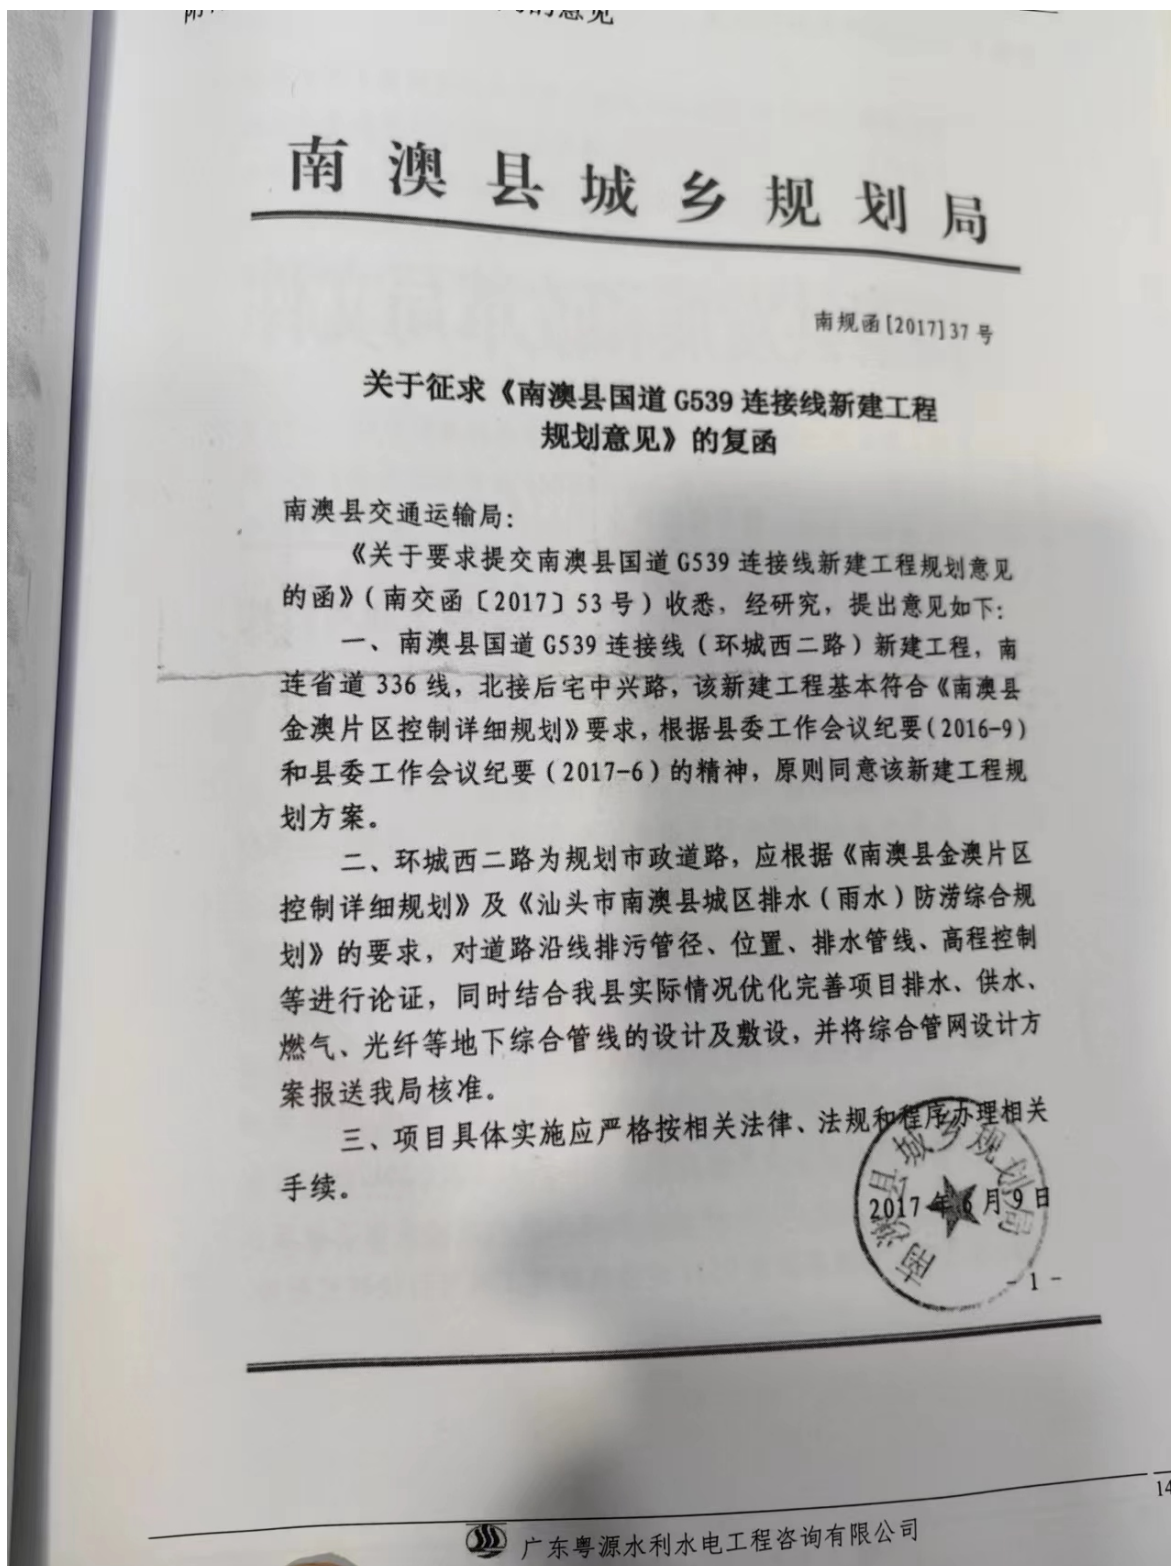 的意见
南澳县城乡规划局
南规函[2017]37号
关于征求《南澳县国道G539连接线新建工程
规划意见》的复函
南澳县交通运输局：
《关于要求提交南澳县国道G539连接线新建工程规划意见
的函》（南交函〔2017〕53号）收悉，经研究，提出意见如下：
一、南澳县国道G539连接线（环城西二路）新建工程，南
连省道336线，北接后宅中兴路，该新建工程基本符合《南澳县
金澳片区控制详细规划》要求，根据县委工作会议纪要（2016-9）
和县委工作会议纪要（2017-6）的精神，原则同意该新建工程规
划方案。
二、环城西二路为规划市政道路，应根据《南澳县金澳片区
控制详细规划》及《汕头市南澳县城区排水（雨水）防涝综合规
划》的要求，对道路沿线排污管径、位置、排水管线、高程控制
等进行论证，同时结合我县实际情况优化完善项目排水、供水、
燃气、光纤等地下综合管线的设计及敷设，并将综合管网设计方
案报送我局核准。
三、项目具体实施应严格按相关法律、法规和程序办理相关
手续。
南澳县城乡规划局
2017年6月9日
- 1 -
14
广东粤源水利水电工程咨询有限公司